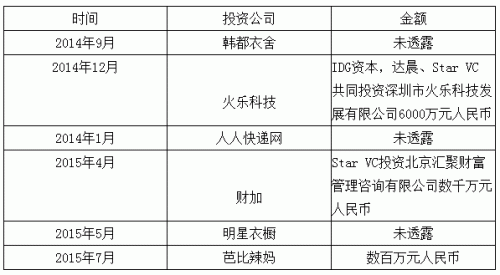 时间 投资公司 金额
2014年9月 韩都衣舍 未透露
2014年12月 火乐科技 IDG资本，达晨、Star VC
共同投资深圳市火乐科技发
展有限公司6000万元人民币
2014年1月 人人快递网 未透露
2015年4月 财加 Star VC投资北京汇聚财富
管理咨询有限公司数千万元
人民币
2015年5月 明星衣橱 未透露
2015年7月 芭比辣妈 数百万元人民币